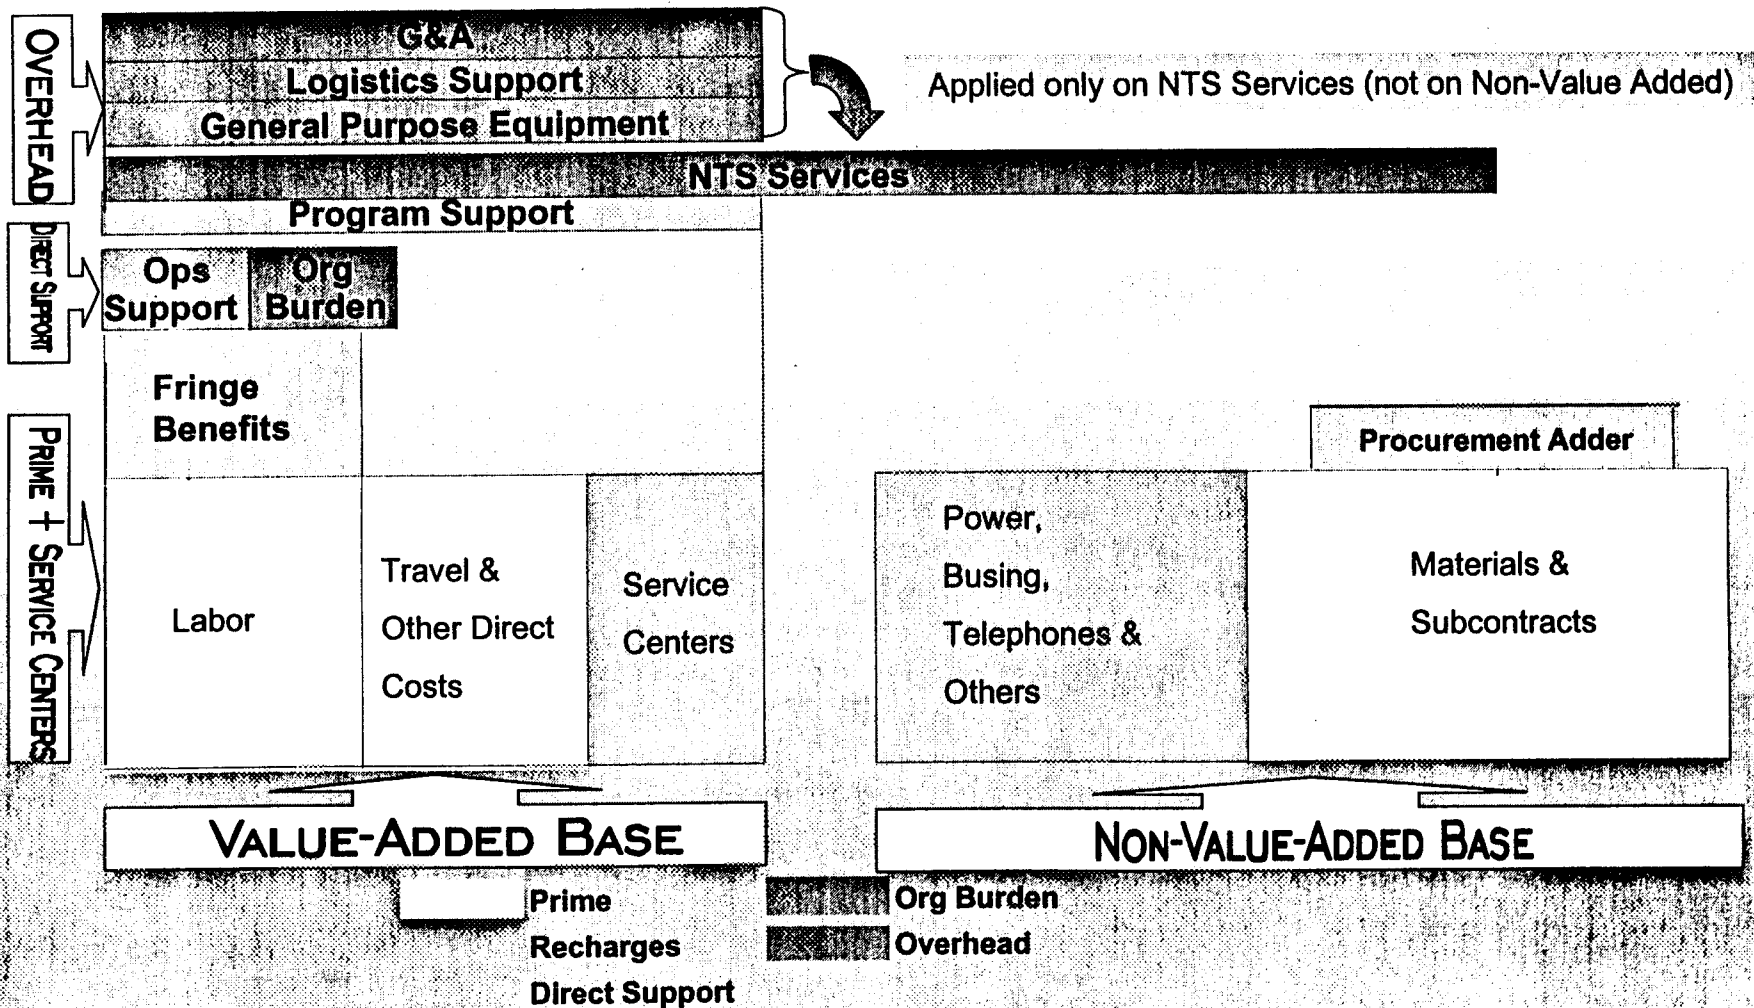 OVERHEAD
G&A
Logistics Support
General Purpose Equipment
Applied only on NTS Services (not on Non-Value Added)
NTS Services
Program Support
DIRECT SUPPORT
Ops
Support
Org
Burden
Fringe
Benefits
PRIME + SERVICE CENTERS
Labor
Travel &
Other Direct
Costs
Service
Centers
Power,
Busing,
Telephones &
Others
Procurement Adder
Materials &
Subcontracts
VALUE-ADDED BASE
NON-VALUE-ADDED BASE
Prime
Recharges
Direct Support
Org Burden
Overhead